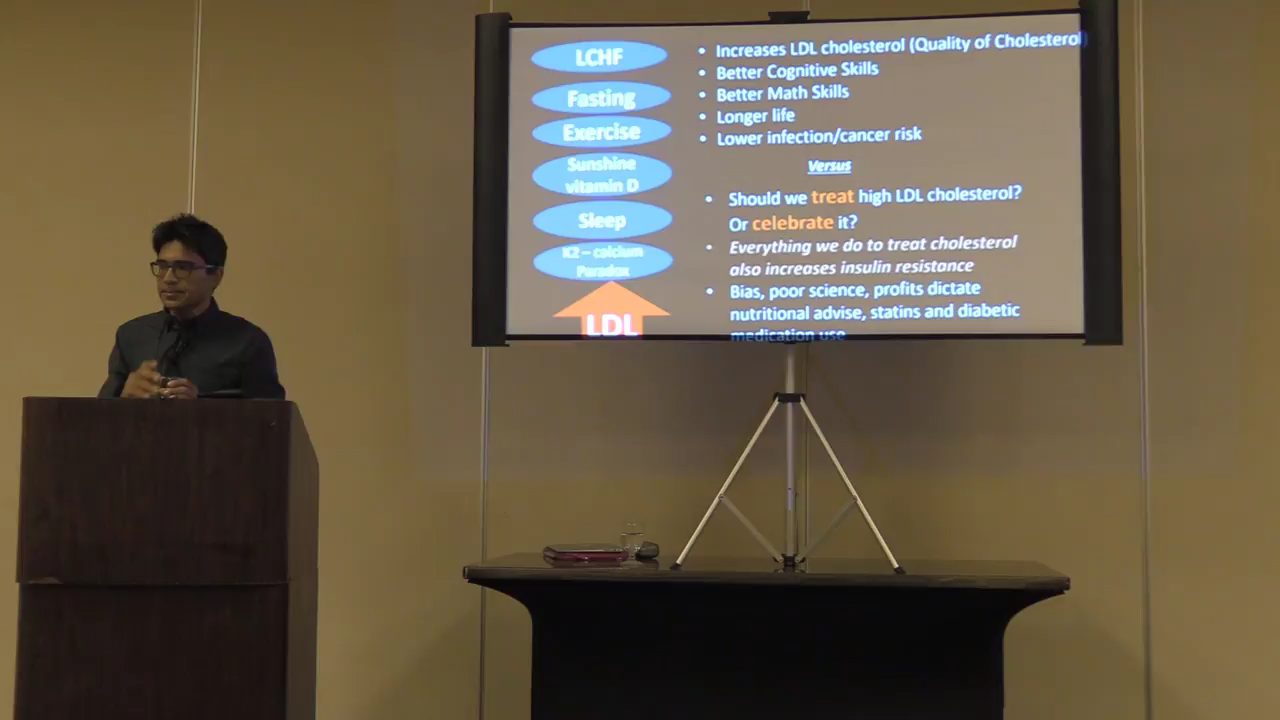 LCHF
Fasting
Exercise
Sunshine
vitamin D
Sleep
K2 – calcium
Paradox
LDL
• Increases LDL cholesterol (Quality of Cholesterol)
• Better Cognitive Skills
• Better Math Skills
• Longer life
• Lower infection/cancer risk
Versus
• Should we treat high LDL cholesterol?
Or celebrate it?
• Everything we do to treat cholesterol
also increases insulin resistance
• Bias, poor science, profits dictate
nutritional advise, statins and diabetic
medication use